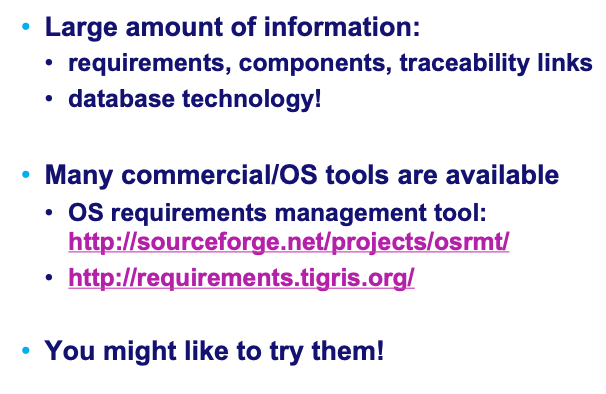 • Large amount of information:
• requirements, components, traceability links
• database technology!
• Many commercial/OS tools are available
• OS requirements management tool:
http://sourceforge.net/projects/osrmt/
• http://requirements.tigris.org/
• You might like to try them!